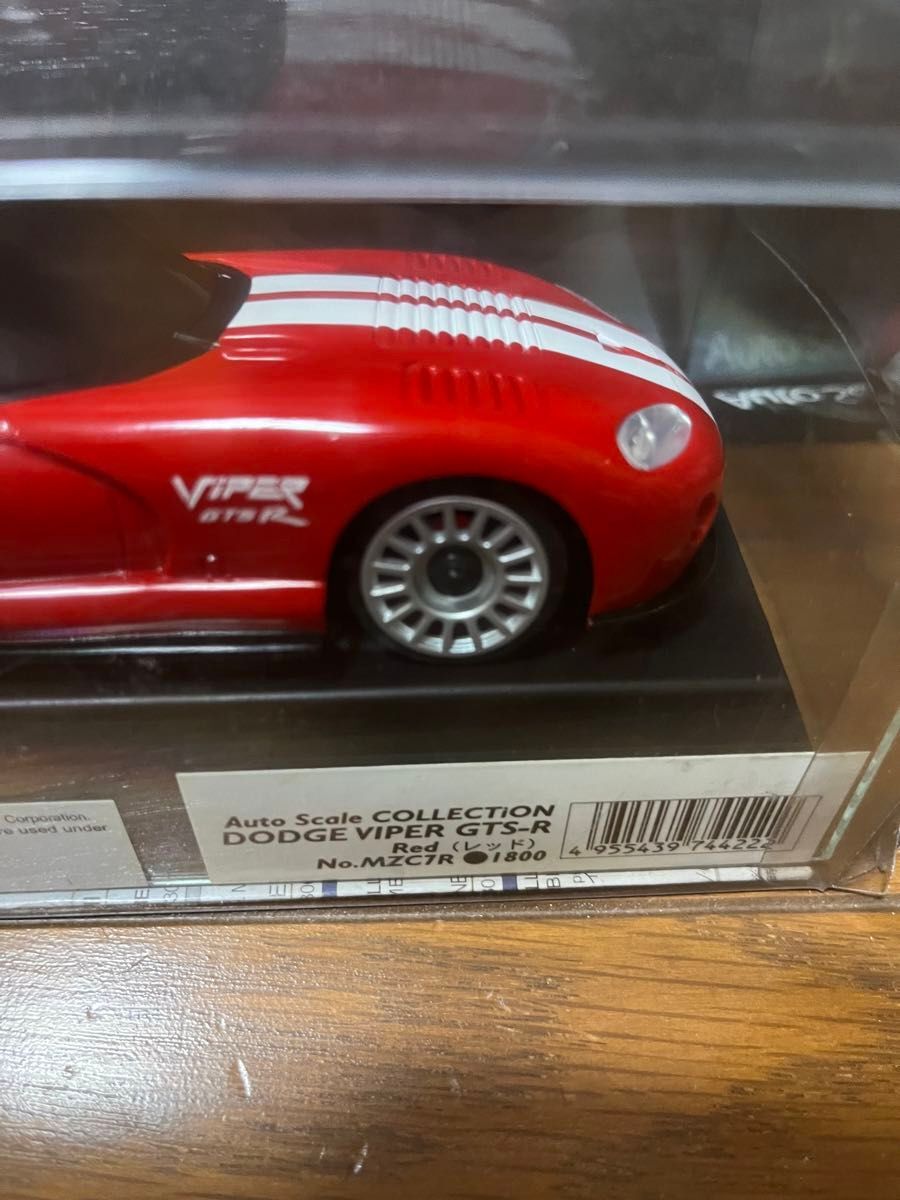 VIPER
GTS R
Corporation.
re used under
Auto Scale COLLECTION
DODGE VIPER GTS-R
Red (レッド)
No.MZC7R ●1800
4 955439 744222